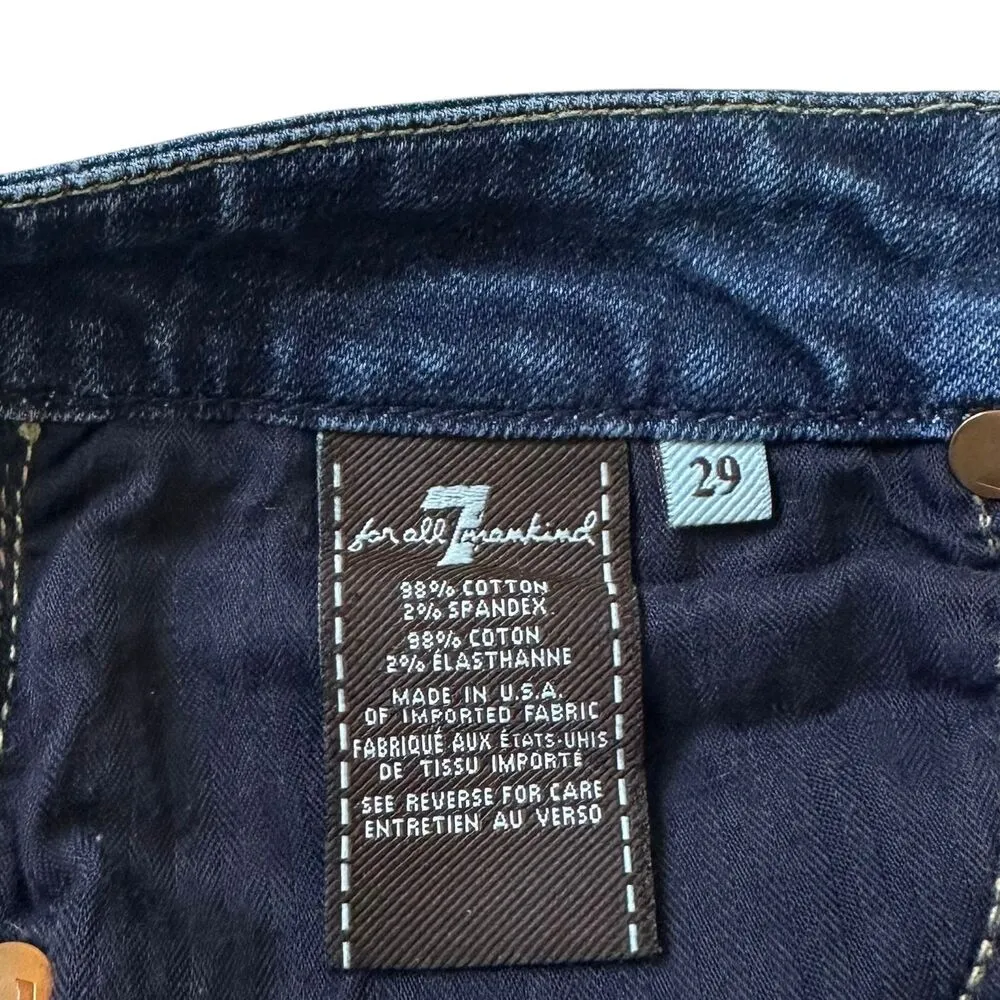 for all 7 mankind
29
98% COTTON
2% SPANDEX
98% COTON
2% ÉLASTHANNE
MADE IN U.S.A.
OF IMPORTED FABRIC
FABRIQUÉ AUX ÉTATS-UNIS
DE TISSU IMPORTÉ
SEE REVERSE FOR CARE
ENTRETIEN AU VERSO